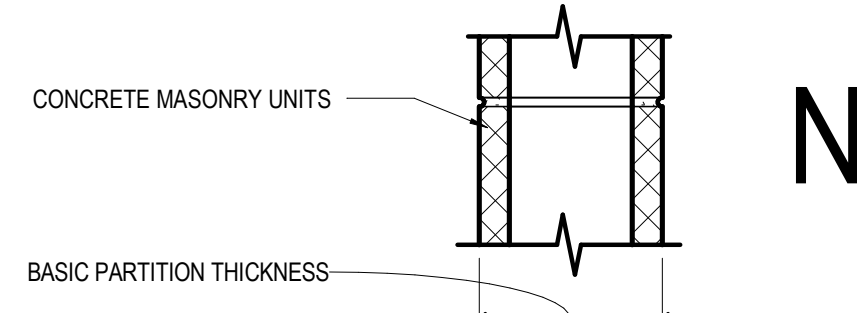 CONCRETE MASONRY UNITS
N
BASIC PARTITION THICKNESS